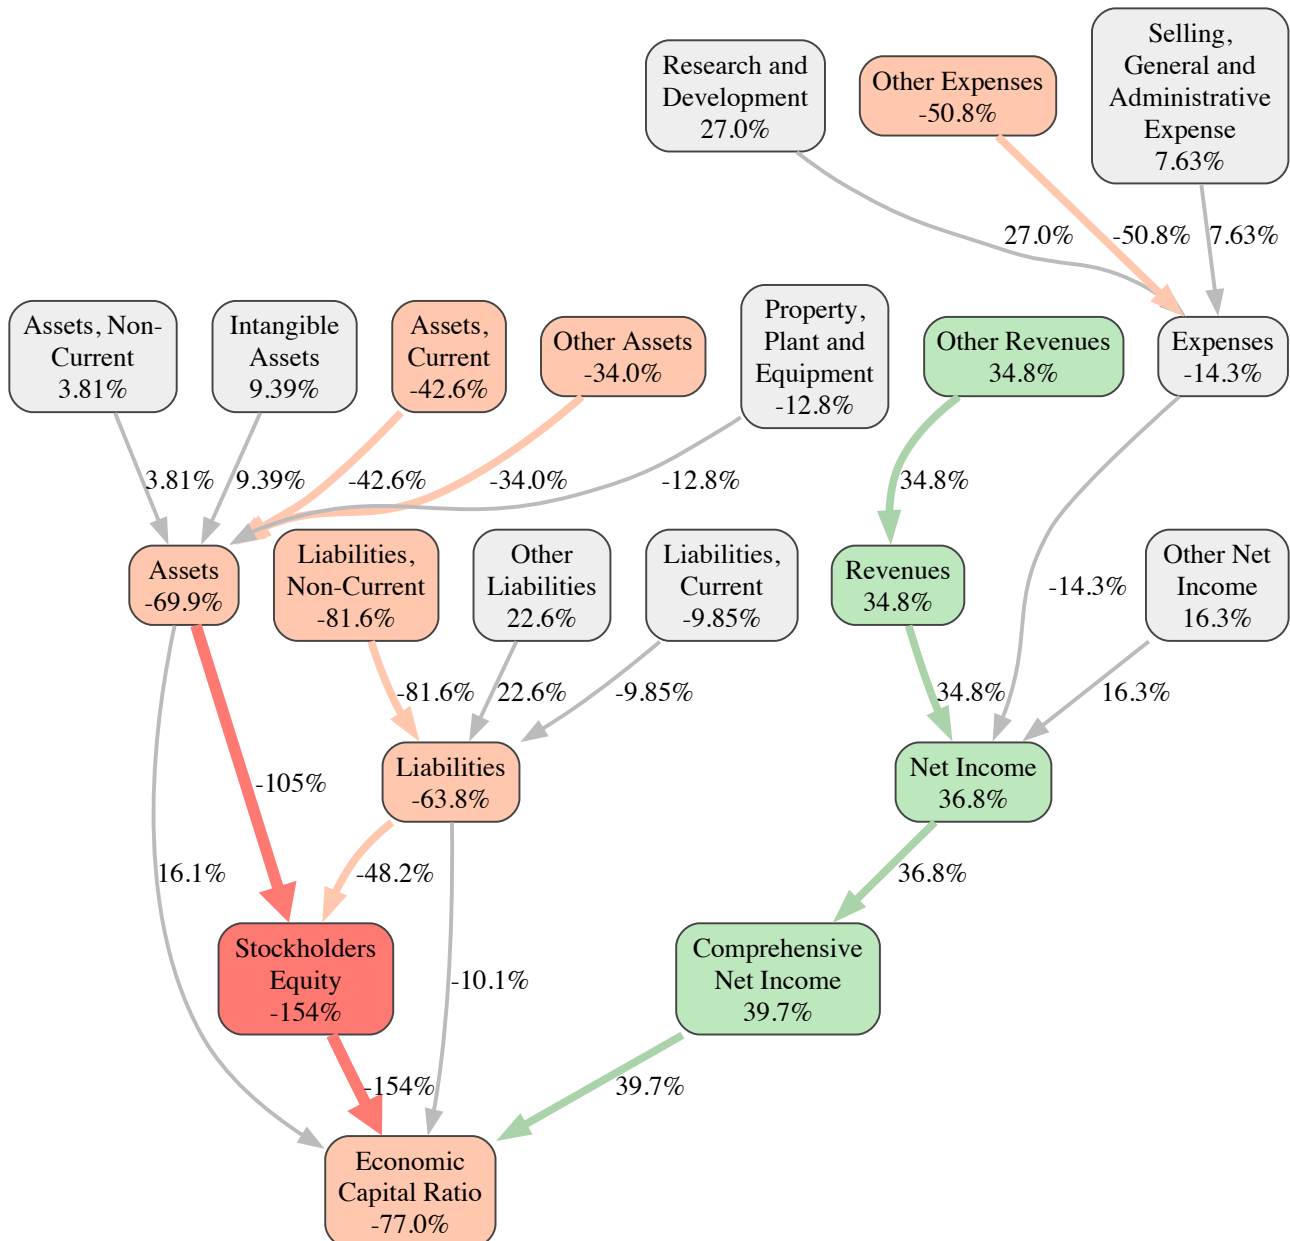 Research and
Development
27.0%
Other Expenses
-50.8%
Selling,
General and
Administrative
Expense
7.63%
27.0%
-50.8%
7.63%
Assets, Non-
Current
3.81%
Intangible
Assets
9.39%
Assets,
Current
-42.6%
Other Assets
-34.0%
Property,
Plant and
Equipment
-12.8%
Other Revenues
34.8%
Expenses
-14.3%
3.81%
9.39%
-42.6%
-34.0%
-12.8%
34.8%
Assets
-69.9%
Liabilities,
Non-Current
-81.6%
Other
Liabilities
22.6%
Liabilities,
Current
-9.85%
Revenues
34.8%
-14.3%
Other Net
Income
16.3%
-81.6%
22.6%
-9.85%
34.8%
16.3%
-105%
Liabilities
-63.8%
Net Income
36.8%
16.1%
-48.2%
36.8%
Stockholders
Equity
-154%
-10.1%
Comprehensive
Net Income
39.7%
-154%
39.7%
Economic
Capital Ratio
-77.0%